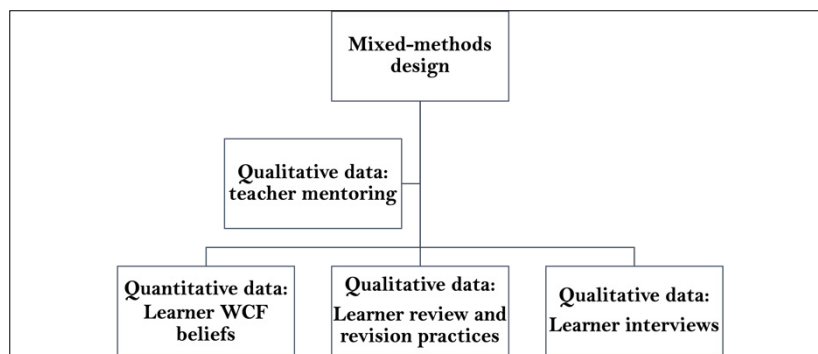 Mixed-methods
design
Qualitative data:
teacher mentoring
Quantitative data:
Learner WCF
beliefs
Qualitative data:
Learner review and
revision practices
Qualitative data:
Learner interviews